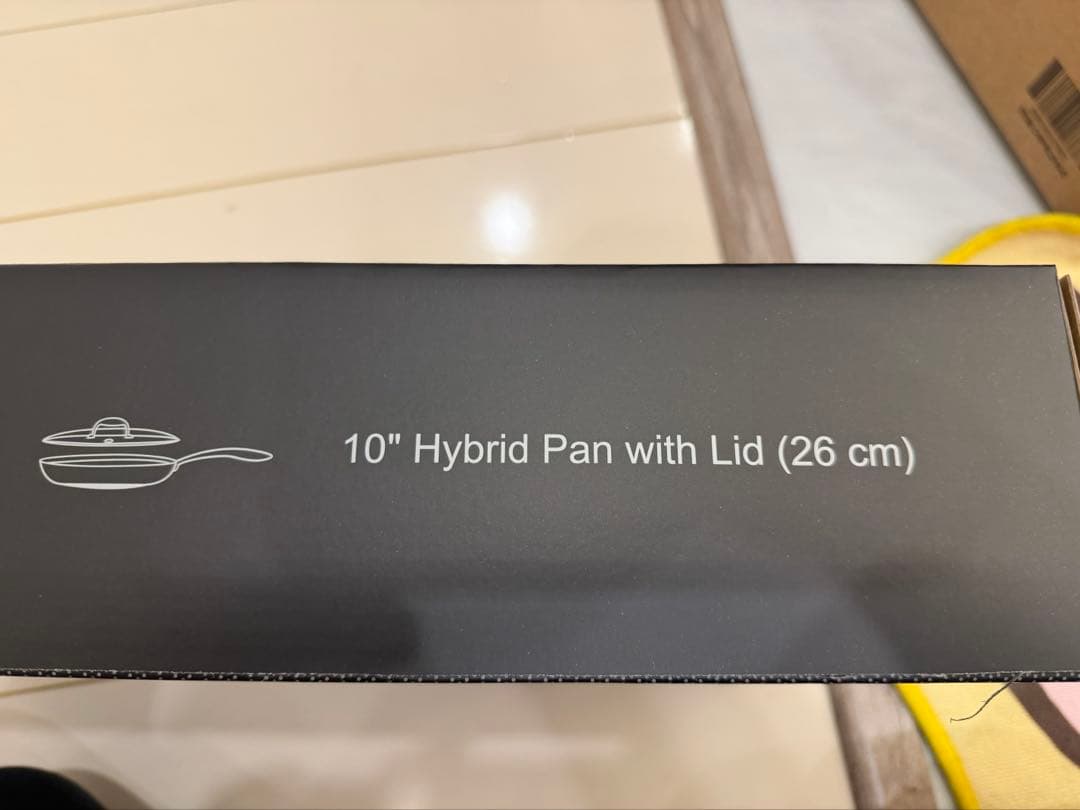 10" Hybrid Pan with Lid (26 cm)